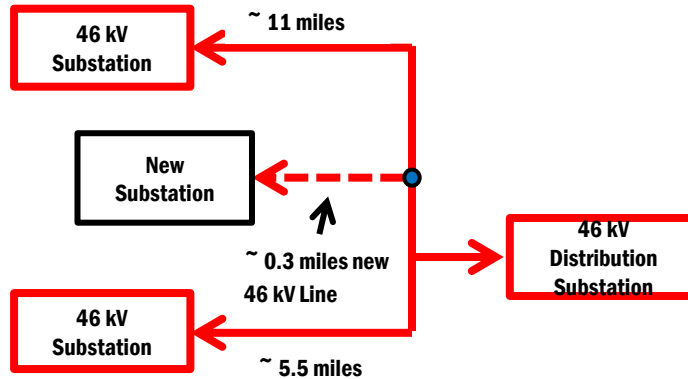 ~ 11 miles
46 kV
Substation
New
Substation
~ 0.3 miles new
46 kV Line
46 kV
Distribution
Substation
46 kV
Substation
~ 5.5 miles